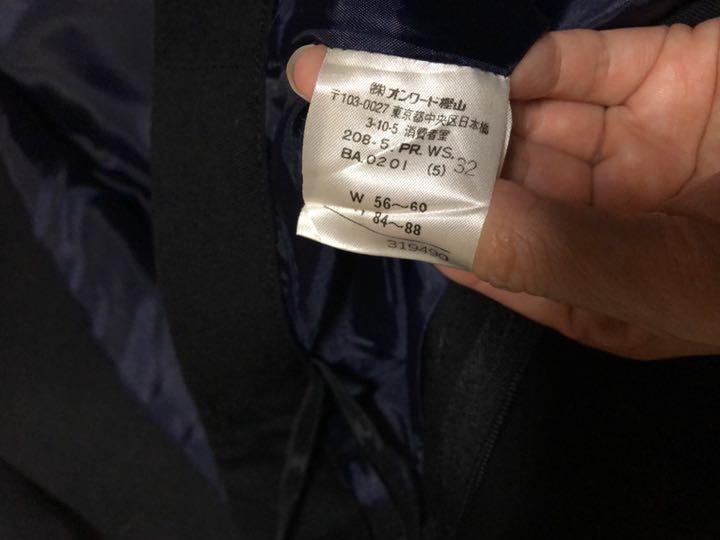 ㈱オンワード樫山
〒103-0027 東京都中央区日本橋
3-10-5 消費者室
208-5. PR. WS. 32
BA.0201 (5)
W 56〜60
84〜88
319490